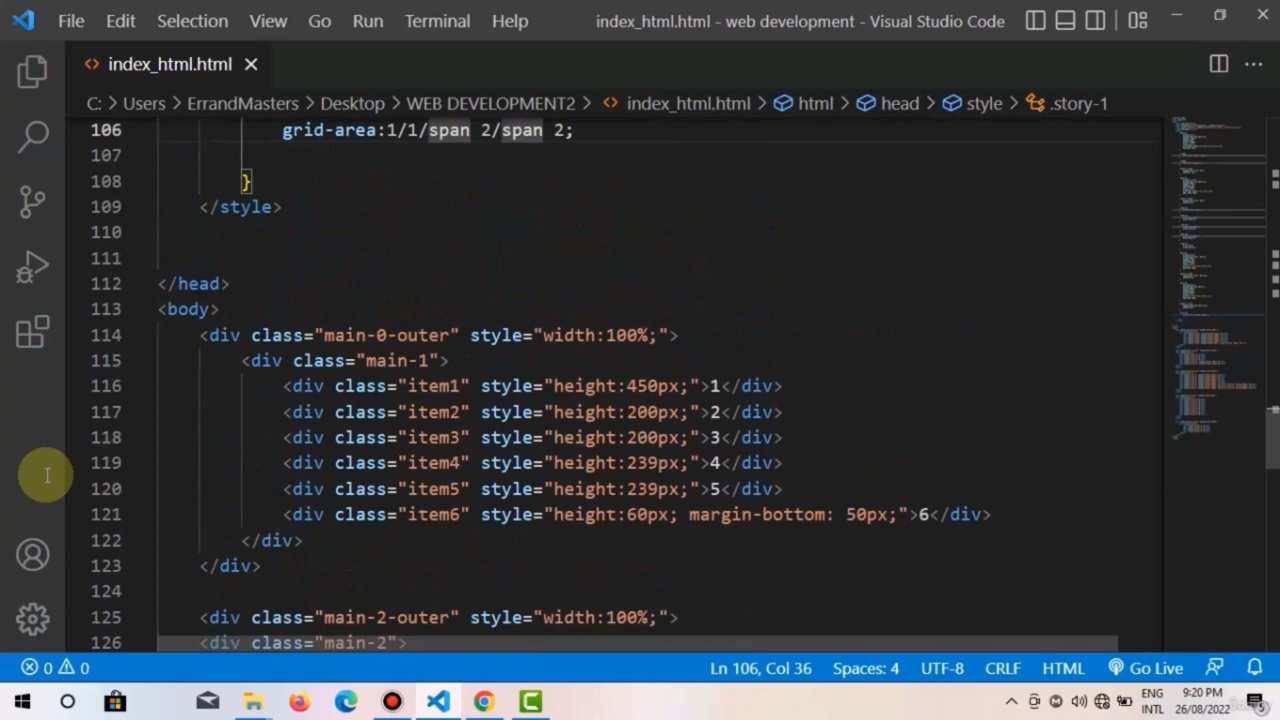 File Edit Selection View Go Run Terminal Help index_html.html - web development - Visual Studio Code
index_html.html
C: > Users > ErrandMasters > Desktop > WEB DEVELOPMENT2 > index_html.html > html > head > style > .story-1
106 grid-area:1/1/span 2/span 2;
107
108 }
109 </style>
110
111
112 </head>
113 <body>
114 <div class="main-0-outer" style="width:100%;">
115 <div class="main-1">
116 <div class="item1" style="height:450px;">1</div>
117 <div class="item2" style="height:200px;">2</div>
118 <div class="item3" style="height:200px;">3</div>
119 <div class="item4" style="height:239px;">4</div>
120 <div class="item5" style="height:239px;">5</div>
121 <div class="item6" style="height:60px; margin-bottom: 50px;">6</div>
122 </div>
123 </div>
124
125 <div class="main-2-outer" style="width:100%;">
126 <div class="main-2">
0 0 Ln 106, Col 36 Spaces: 4 UTF-8 CRLF HTML Go Live
ENG 9:20 PM
INTL 26/08/2022